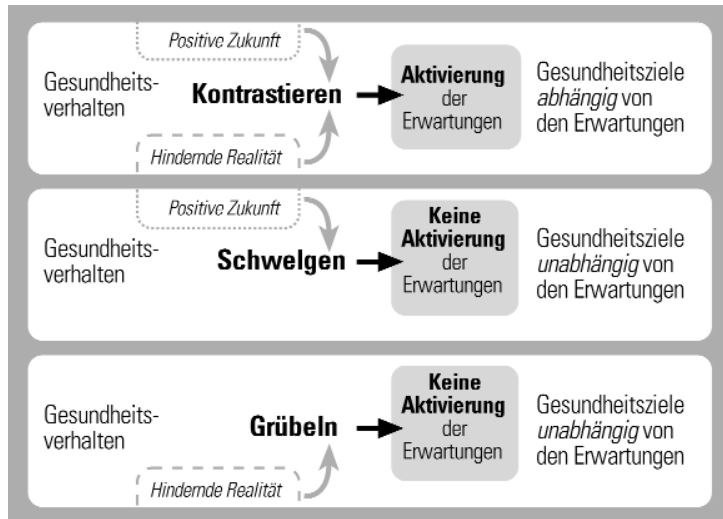 Positive Zukunft
Gesundheits-
verhalten
Kontrastieren
Hindernde Realität
Aktivierung
der
Erwartungen
Gesundheitsziele
abhängig von
den Erwartungen
Positive Zukunft
Gesundheits-
verhalten
Schwelgen
Keine
Aktivierung
der
Erwartungen
Gesundheitsziele
unabhängig von
den Erwartungen
Gesundheits-
verhalten
Grübeln
Hindernde Realität
Keine
Aktivierung
der
Erwartungen
Gesundheitsziele
unabhängig von
den Erwartungen